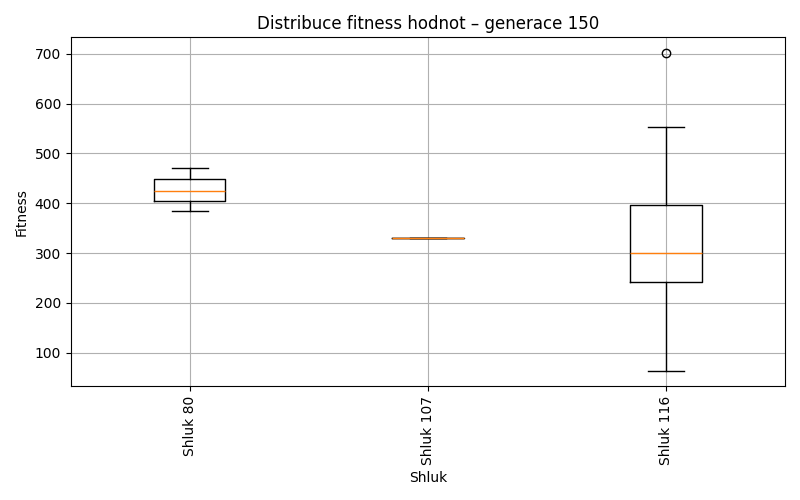 Distribuce fitness hodnot – generace 150
700
600
500
400
300
200
100
Fitness
Shluk 80
Shluk 107
Shluk 116
Shluk